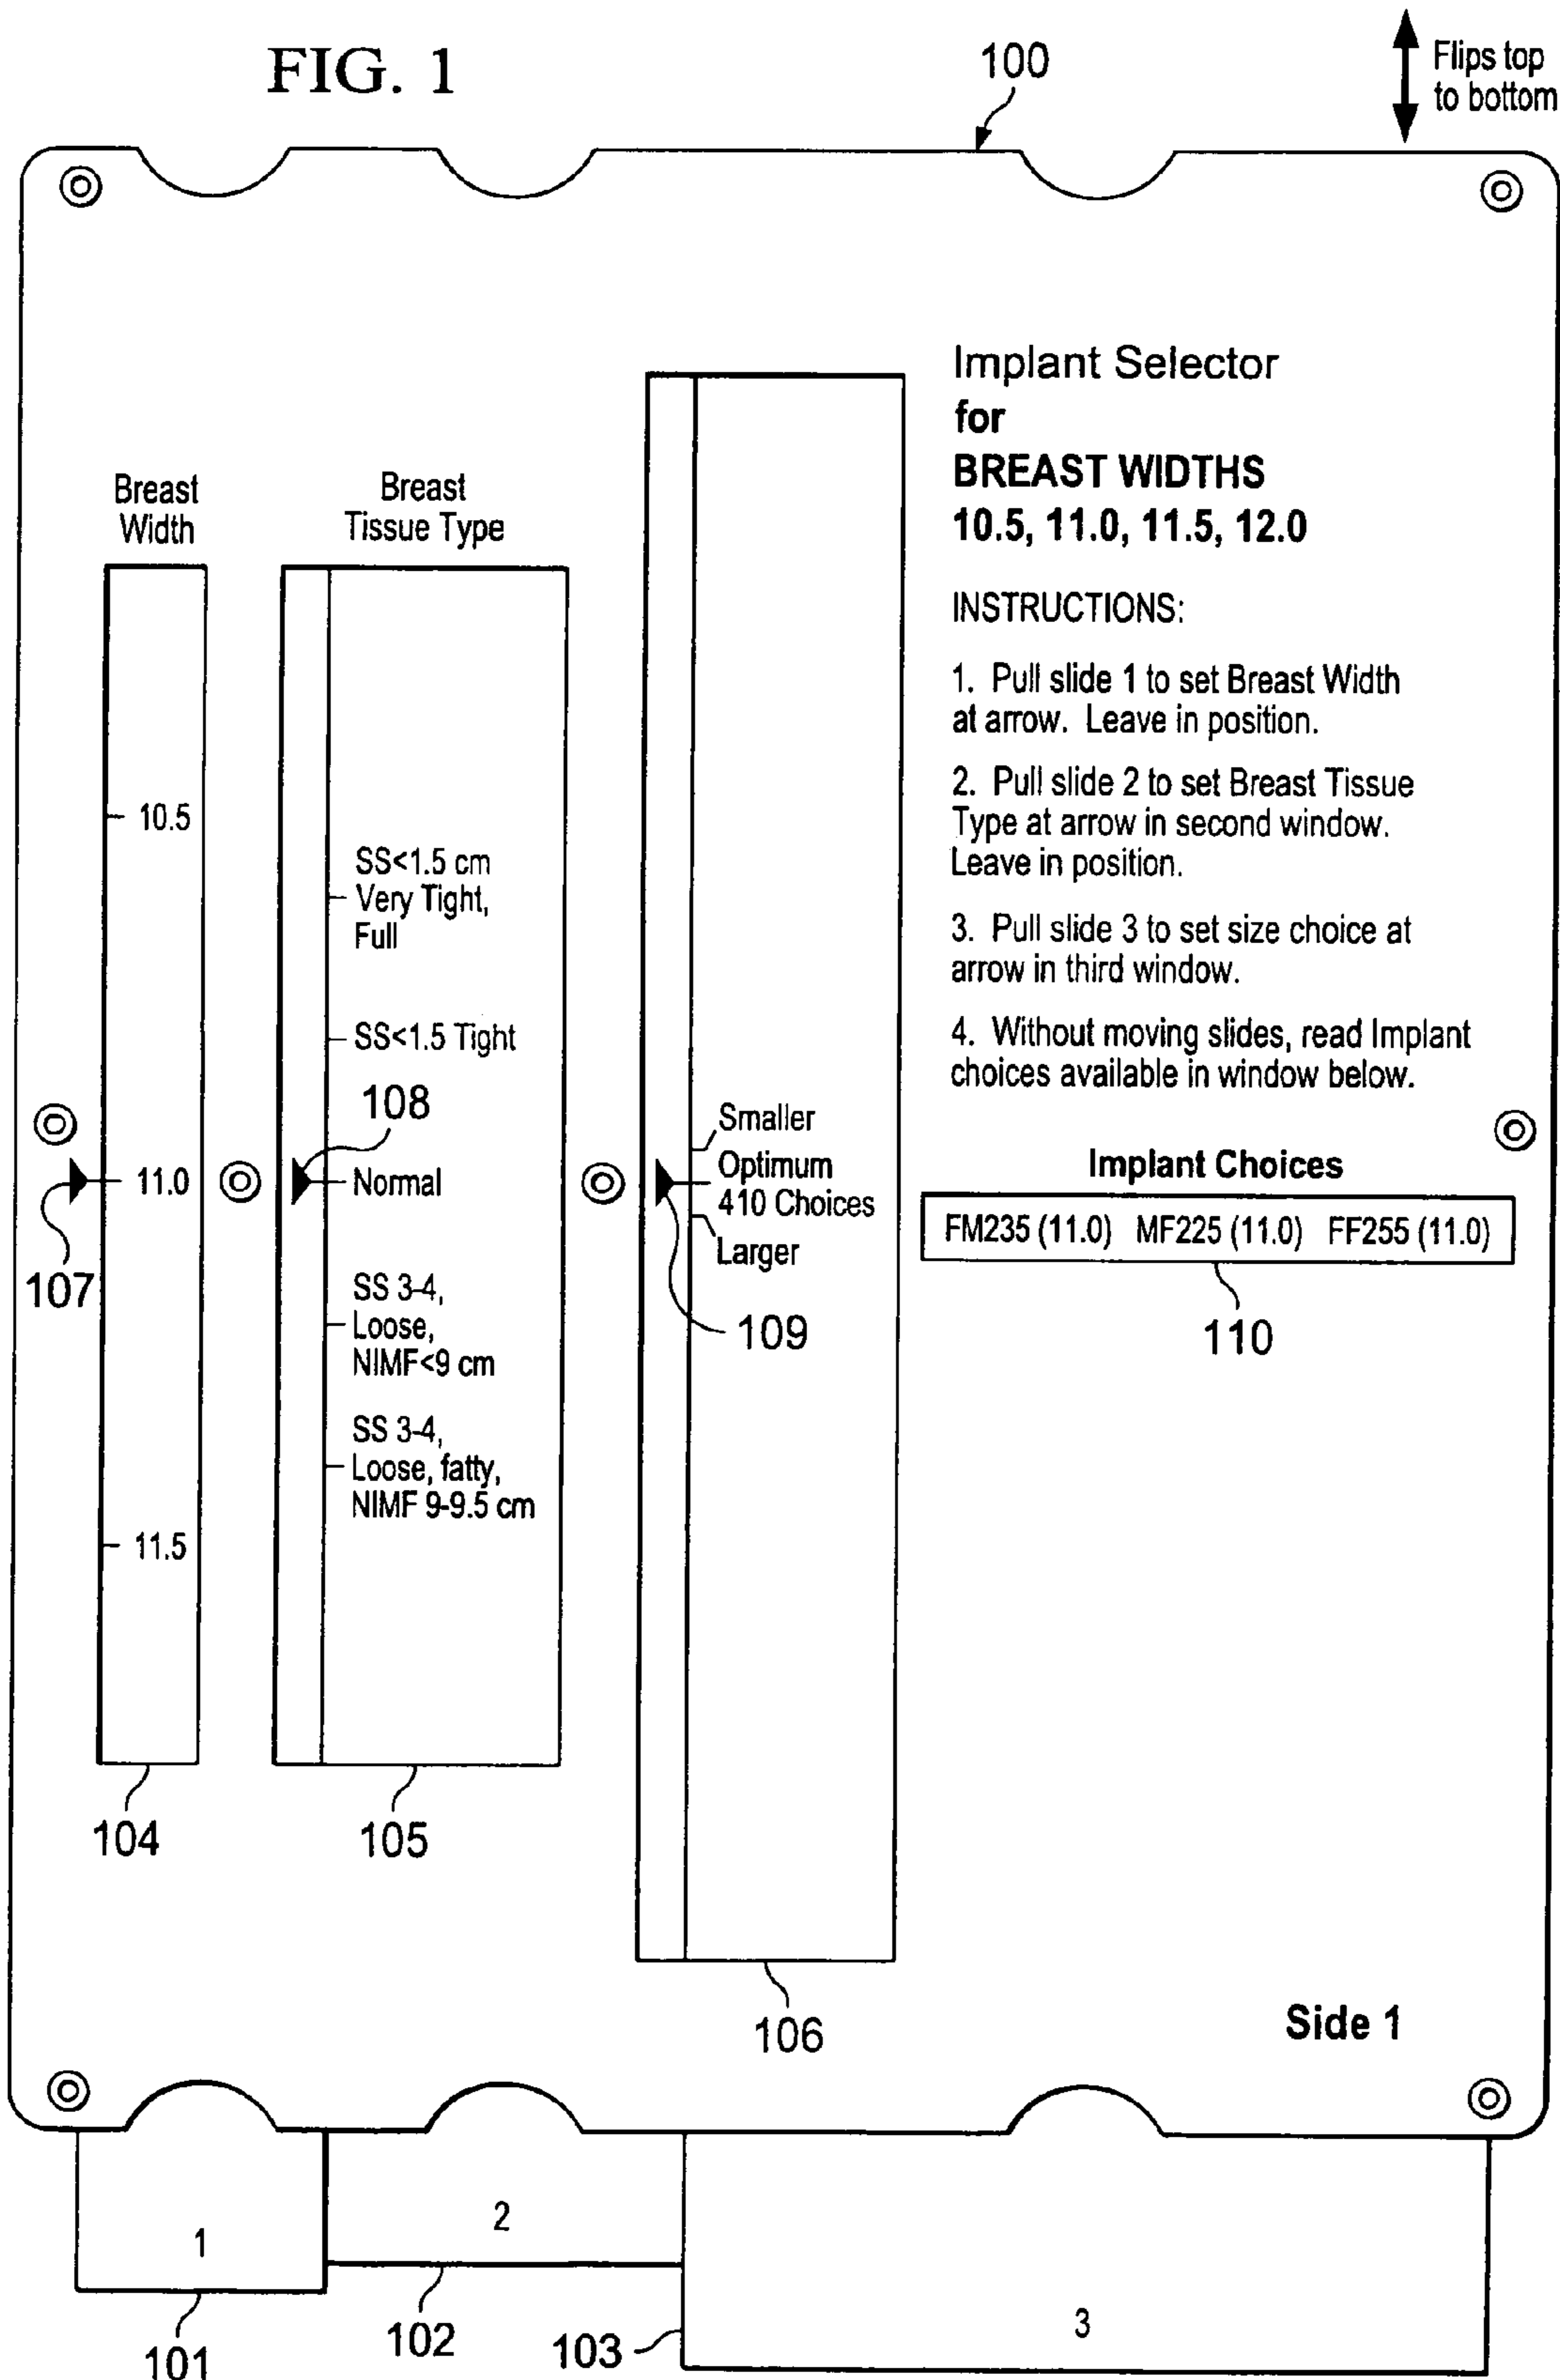 FIG. 1
100
Flips top
to bottom
Implant Selector
for
BREAST WIDTHS
10.5, 11.0, 11.5, 12.0
INSTRUCTIONS:
1. Pull slide 1 to set Breast Width
at arrow. Leave in position.
2. Pull slide 2 to set Breast Tissue
Type at arrow in second window.
Leave in position.
3. Pull slide 3 to set size choice at
arrow in third window.
4. Without moving slides, read Implant
choices available in window below.
Implant Choices
FM235 (11.0) MF225 (11.0) FF255 (11.0)
110
Breast
Width
10.5
11.0
11.5
107
104
Breast
Tissue Type
SS<1.5 cm
Very Tight,
Full
SS<1.5 Tight
108
Normal
SS 3-4,
Loose,
NIMF<9 cm
SS 3-4,
Loose, fatty,
NIMF 9-9.5 cm
105
Smaller
Optimum
410 Choices
Larger
109
106
Side 1
1
2
3
101
102
103